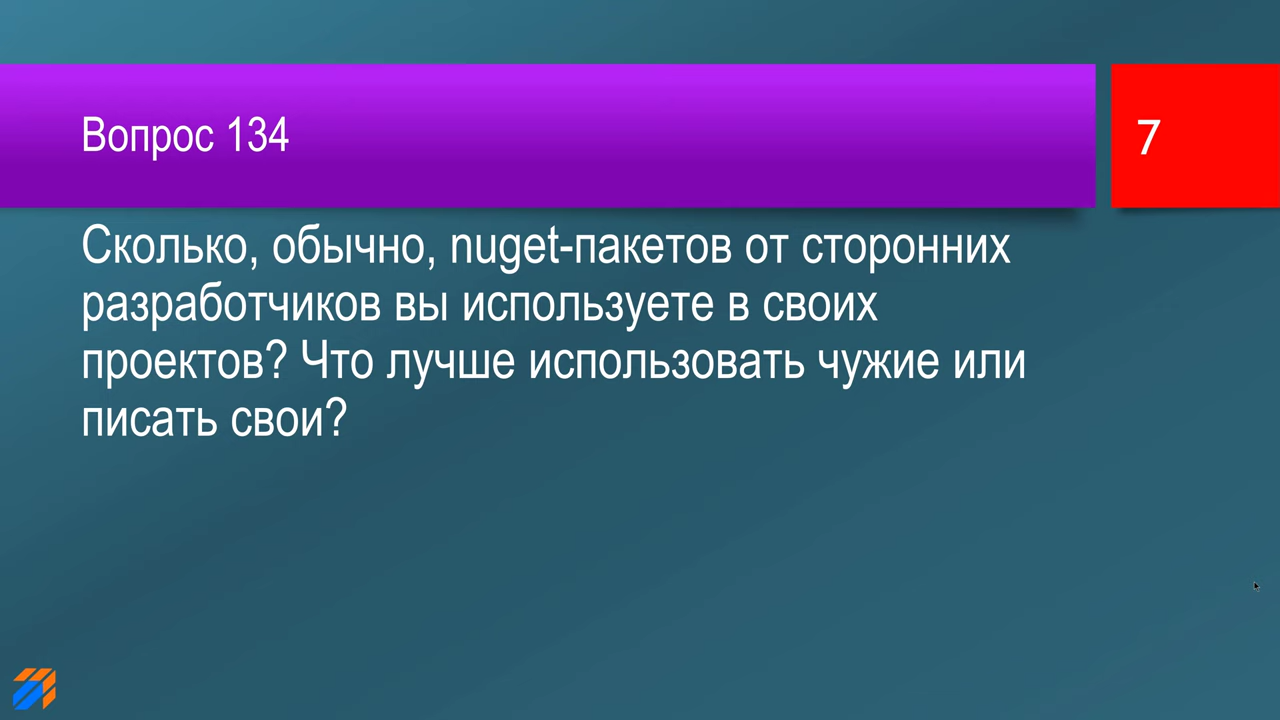 Вопрос 134
7
Сколько, обычно, nuget-пакетов от сторонних
разработчиков вы используете в своих
проектов? Что лучше использовать чужие или
писать свои?